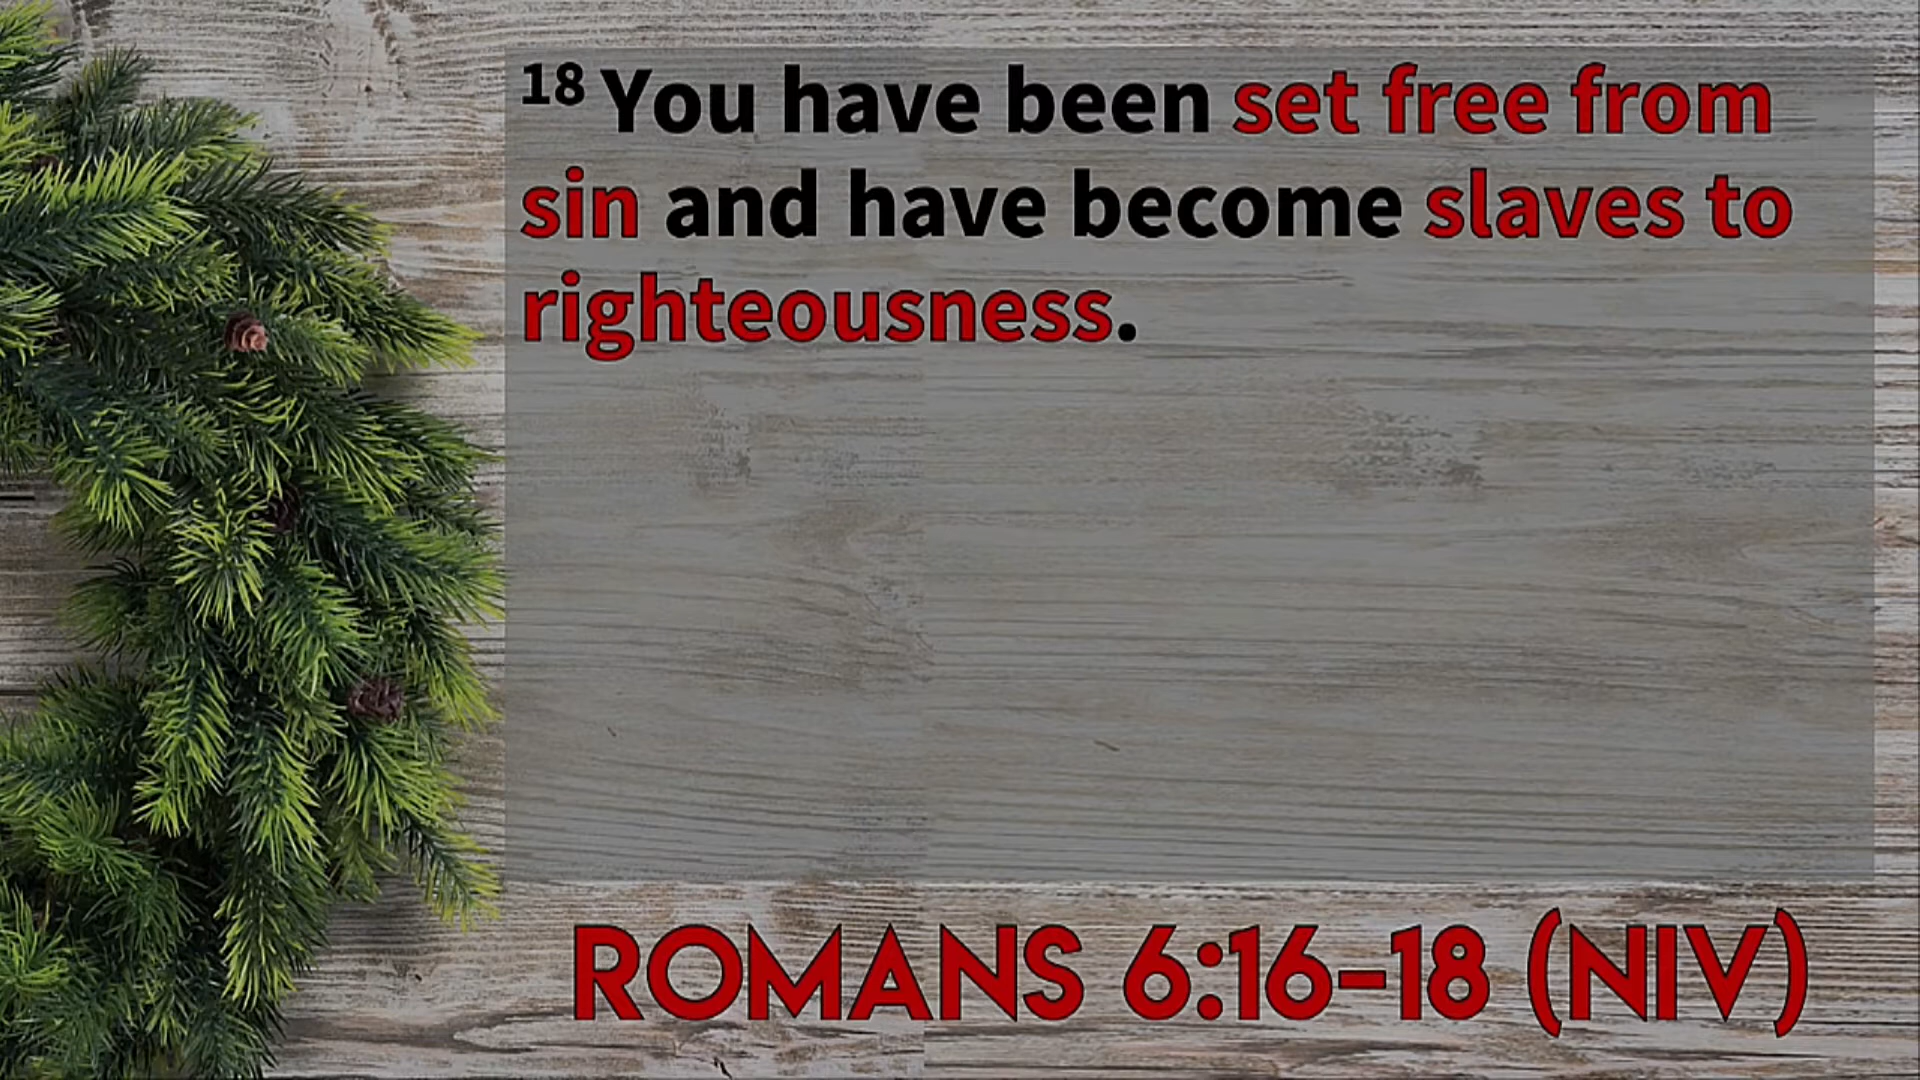 18 You have been set free from
sin and have become slaves to
righteousness.
ROMANS 6:16-18 (NIV)